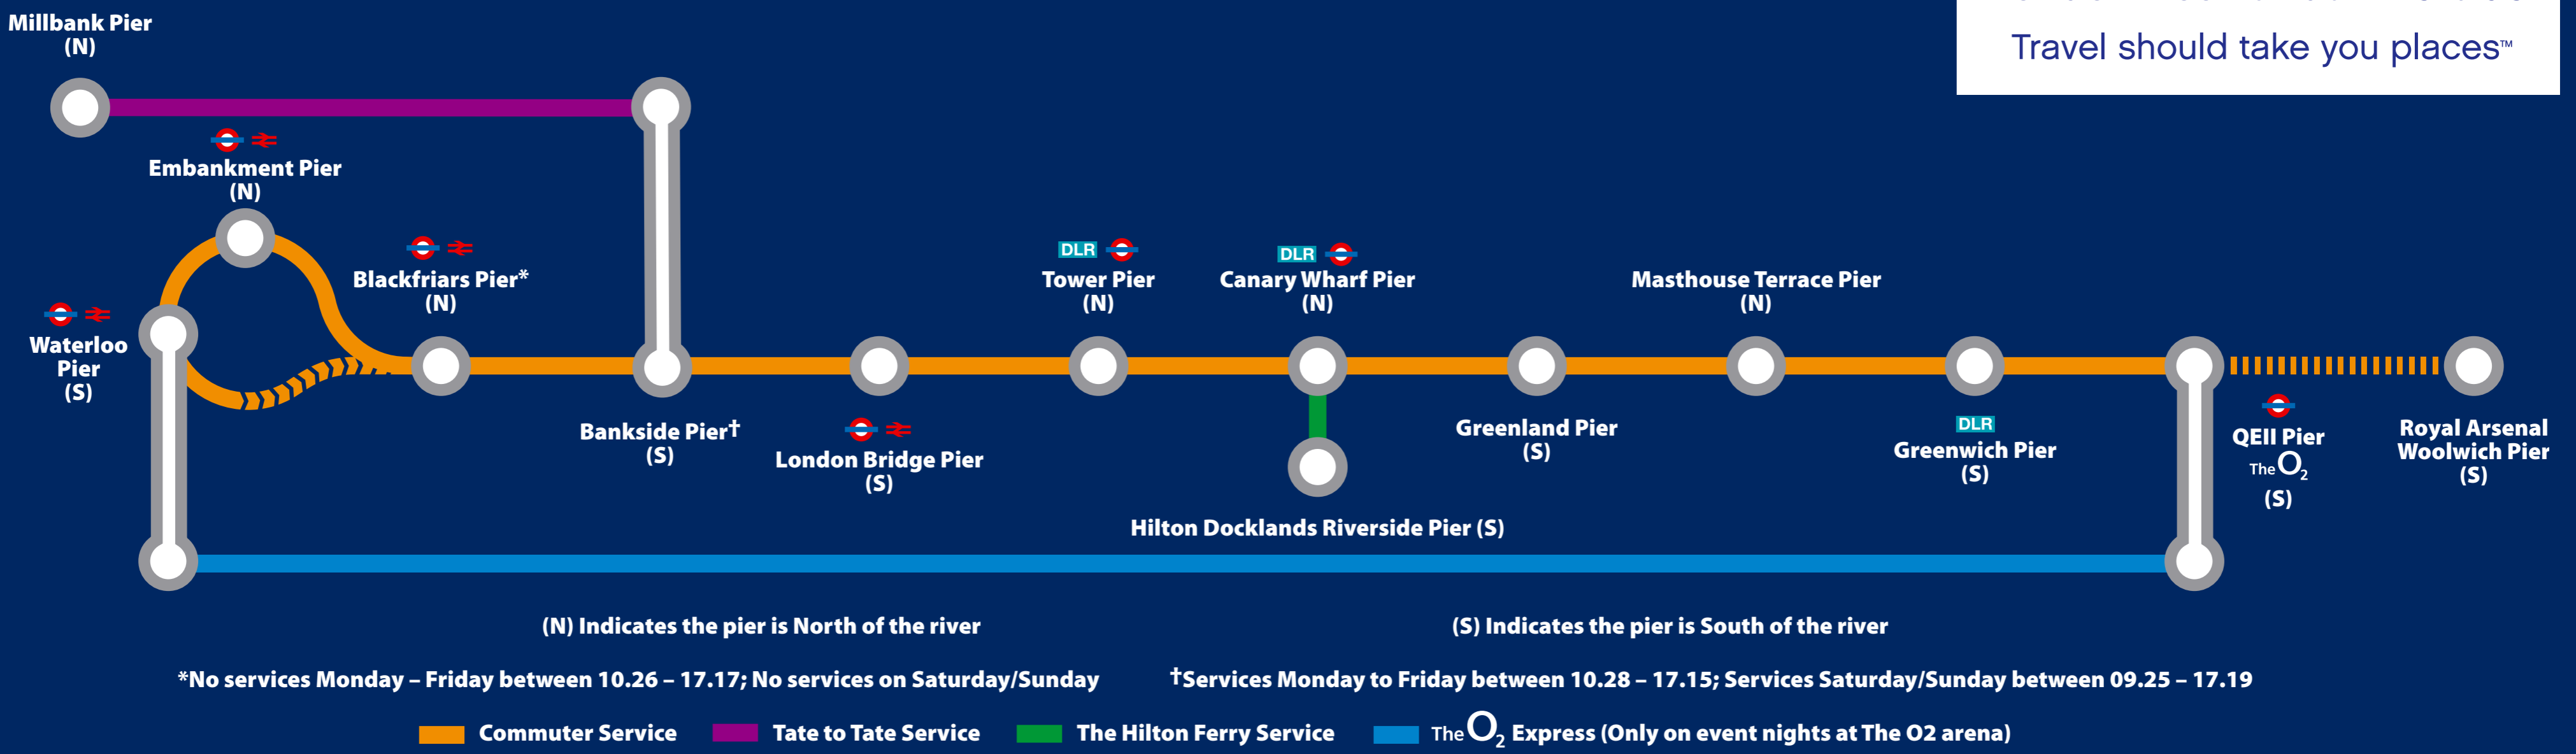 Travel should take you places™
Millbank Pier
(N)
Embankment Pier
(N)
Blackfriars Pier*
(N)
Waterloo
Pier
(S)
Bankside Pier†
(S)
London Bridge Pier
(S)
DLR
Tower Pier
(N)
DLR
Canary Wharf Pier
(N)
Hilton Docklands Riverside Pier (S)
Greenland Pier
(S)
Masthouse Terrace Pier
(N)
DLR
Greenwich Pier
(S)
QEII Pier
The O2
(S)
Royal Arsenal
Woolwich Pier
(S)
(N) Indicates the pier is North of the river
(S) Indicates the pier is South of the river
*No services Monday – Friday between 10.26 – 17.17; No services on Saturday/Sunday
†Services Monday to Friday between 10.28 – 17.15; Services Saturday/Sunday between 09.25 – 17.19
Commuter Service
Tate to Tate Service
The Hilton Ferry Service
The O2 Express (Only on event nights at The O2 arena)